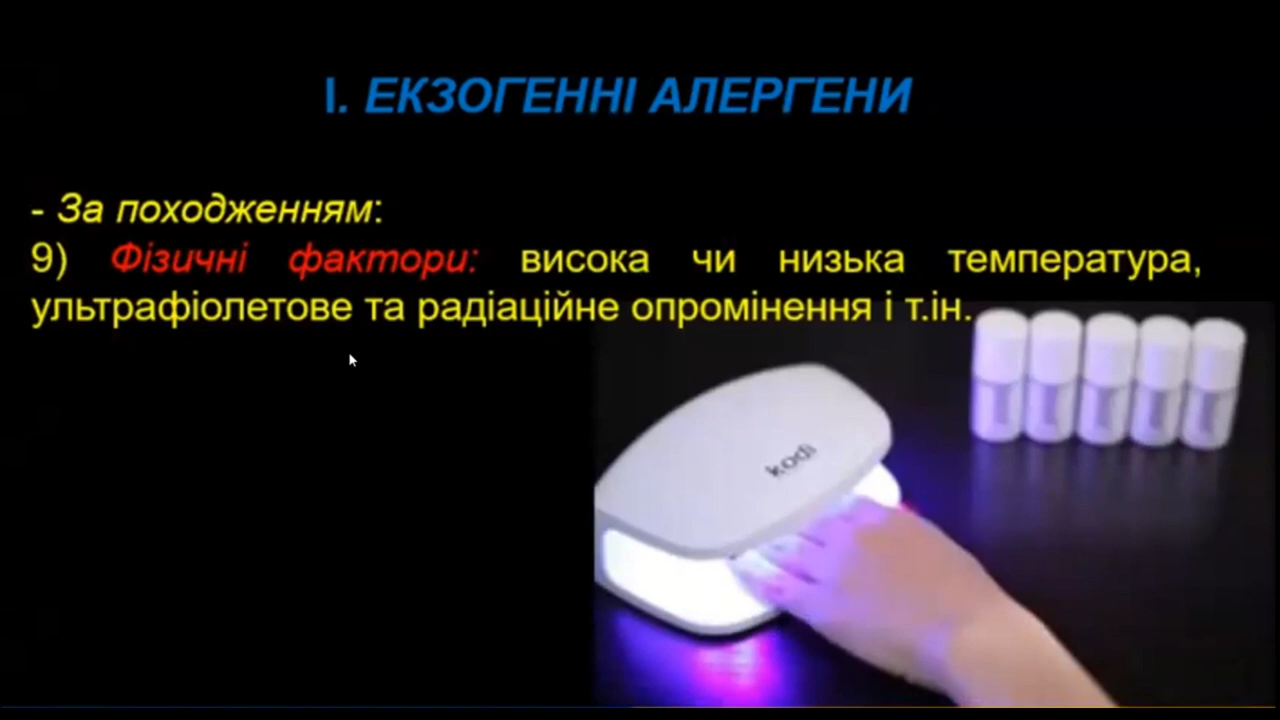 І. ЕКЗОГЕННІ АЛЕРГЕНИ
- За походженням:
9) Фізичні фактори: висока чи низька температура,
ультрафіолетове та радіаційне опромінення і т.ін.
kodi